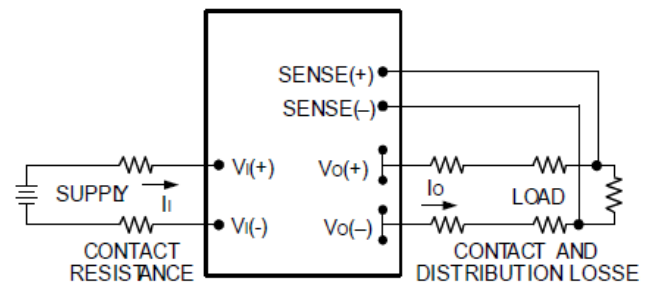 SENSE(+)
SENSE(–)
VI(+)
VO(+)
SUPPLY
II
IO
LOAD
VI(-)
VO(–)
CONTACT
RESISTANCE
CONTACT AND
DISTRIBUTION LOSSE